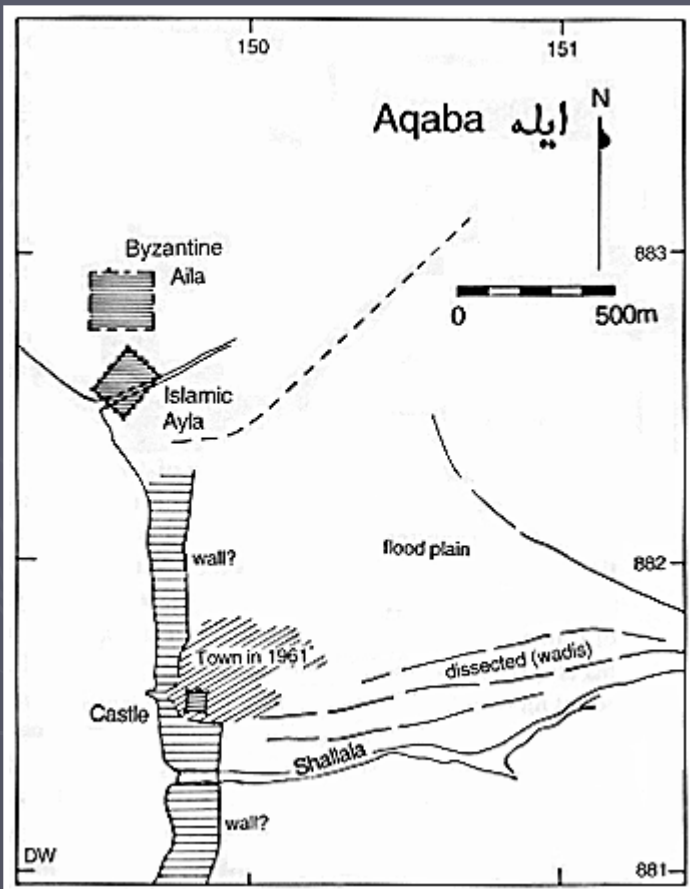 150 151
Aqaba ايله N
883
Byzantine
Aila
0 500m
Islamic
Ayla
wall?
flood plain
882
Town in 1961
dissected (wadis)
Castle
Shallala
wall?
DW
881